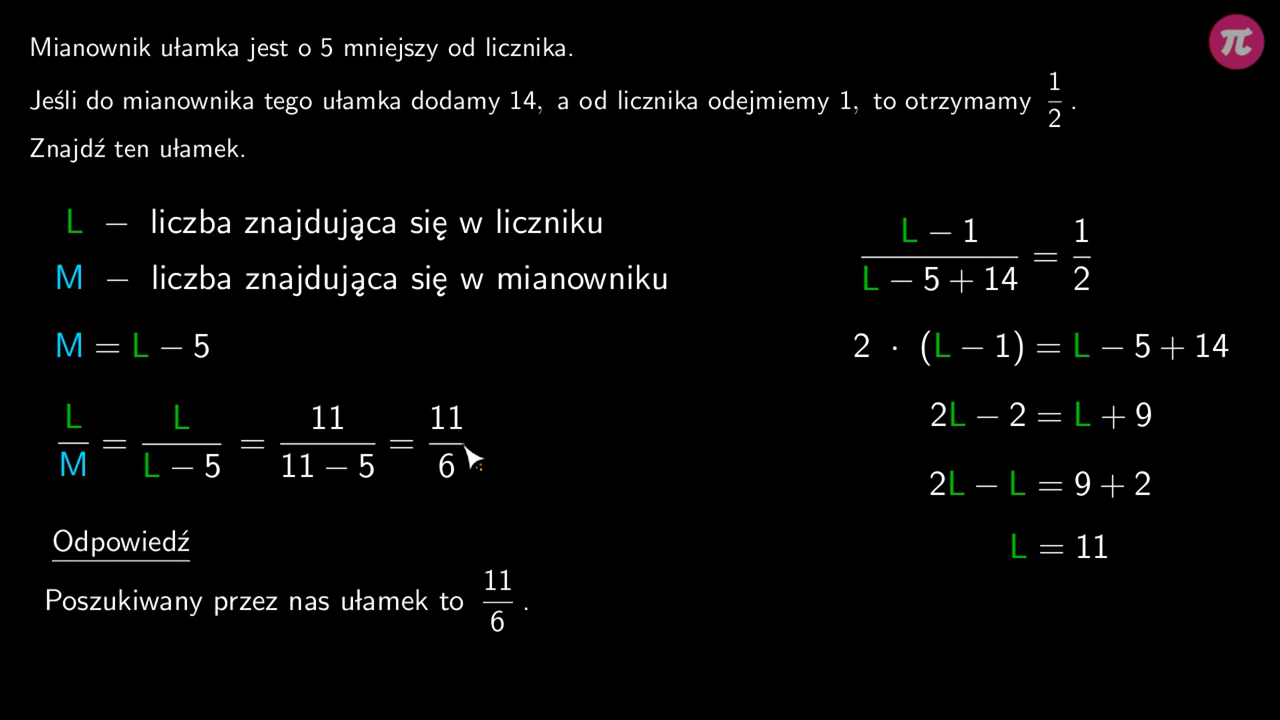 Mianownik ułamka jest o 5 mniejszy od licznika.
Jeśli do mianownika tego ułamka dodamy 14, a od licznika odejmiemy 1, to otrzymamy 1/2 .
Znajdź ten ułamek.
L – liczba znajdująca się w liczniku
M – liczba znajdująca się w mianowniku
M = L − 5
L/M = L/(L − 5) = 11/(11 − 5) = 11/6
Odpowiedź
Poszukiwany przez nas ułamek to 11/6 .
π
(L − 1)/(L − 5 + 14) = 1/2
2 · (L − 1) = L − 5 + 14
2L − 2 = L + 9
2L − L = 9 + 2
L = 11